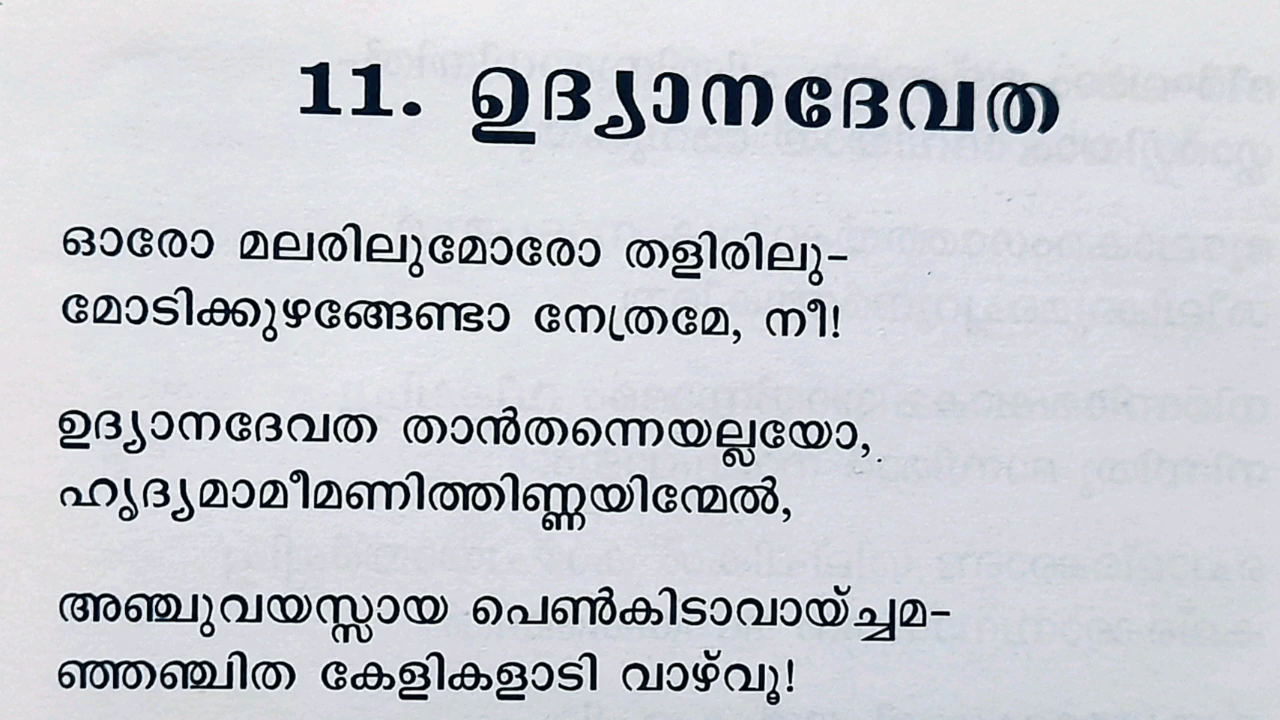 11. ഉദ്യാനദേവത
ഓരോ മലരിലുമോരോ തളിരിലു-
മോടിക്കുഴങ്ങേണ്ടാ നേത്രമേ, നീ!
ഉദ്യാനദേവത താൻതന്നെയല്ലയോ,
ഹൃദ്യമാമീമണിത്തിണ്ണയിന്മേൽ,
അഞ്ചുവയസ്സായ പെൺകിടാവായ്ച്ചമ-
ഞ്ഞഞ്ചിത കേളികളാടി വാഴ്‌വൂ!